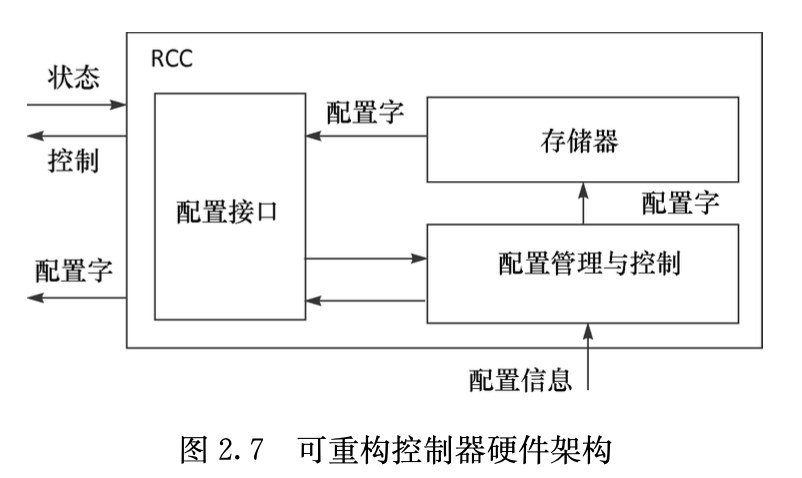 RCC
状态
配置字
存储器
控制
配置接口
配置字
配置字
配置管理与控制
配置信息
图 2.7 可重构控制器硬件架构